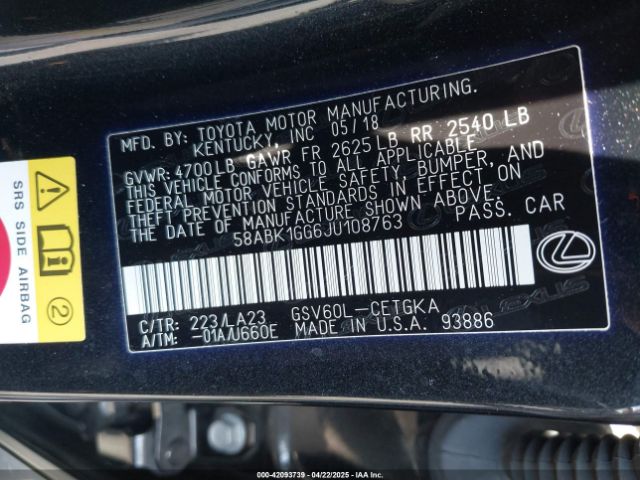 MFD. BY: TOYOTA MOTOR MANUFACTURING.
KENTUCKY, INC 05/18
GVWR: 4700LB GAWR FR 2625 LB RR 2540 LB
THIS VEHICLE CONFORMS TO ALL APPLICABLE
FEDERAL MOTOR VEHICLE SAFETY, BUMPER, AND
THEFT PREVENTION STANDARDS IN EFFECT ON
THE DATE OF MANUFACTURE SHOWN ABOVE.
58ABK1GG6JU108763 PASS. CAR
C/TR: 223/LA23 GSV60L-CETGKA
A/TM: -01A/U660E MADE IN U.S.A. 93886
SRS SIDE AIRBAG
2
000-42093739 - 04/22/2025 - IAAI.COM